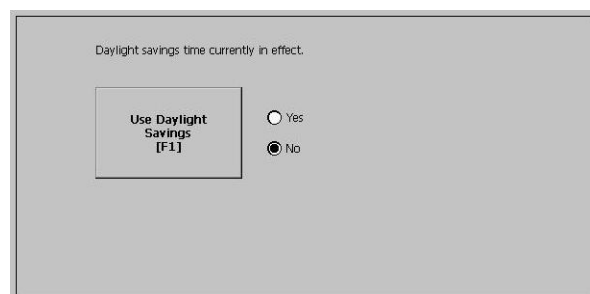 Daylight savings time currently in effect.
Use Daylight
Savings
[F1]
Yes
No